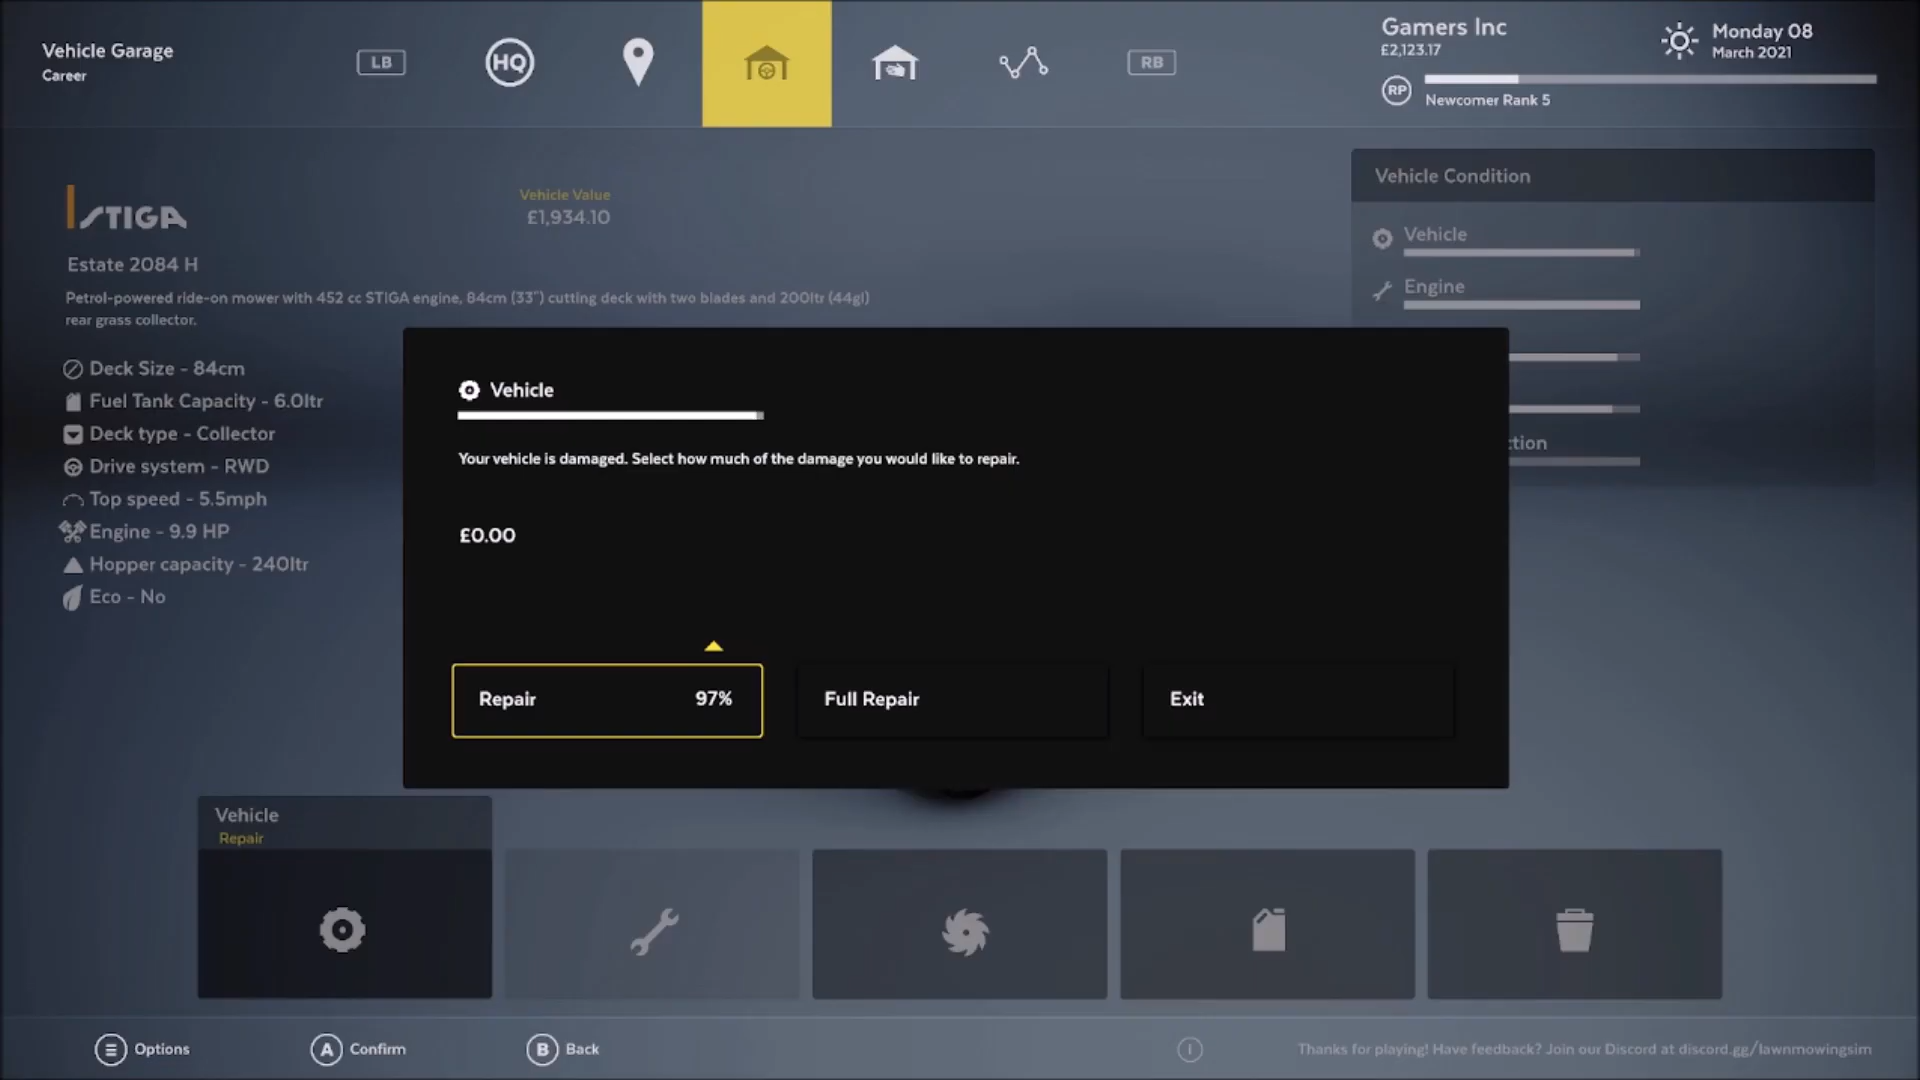 Vehicle Garage
Career
LB
HQ
RB
Gamers Inc
£2,123.17
RP
Newcomer Rank 5
Monday 08
March 2021
STIGA
Vehicle Value
£1,934.10
Estate 2084 H
Petrol-powered ride-on mower with 452 cc STIGA engine, 84cm (33") cutting deck with two blades and 200ltr (44gl)
rear grass collector.
Deck Size - 84cm
Fuel Tank Capacity - 6.0ltr
Deck type - Collector
Drive system - RWD
Top speed - 5.5mph
Engine - 9.9 HP
Hopper capacity - 240ltr
Eco - No
Vehicle Condition
Vehicle
Engine
ction
Vehicle
Your vehicle is damaged. Select how much of the damage you would like to repair.
£0.00
Repair 97%
Full Repair
Exit
Vehicle
Repair
Options
A Confirm
B Back
Thanks for playing! Have feedback? Join our Discord at discord.gg/lawnmowingsim